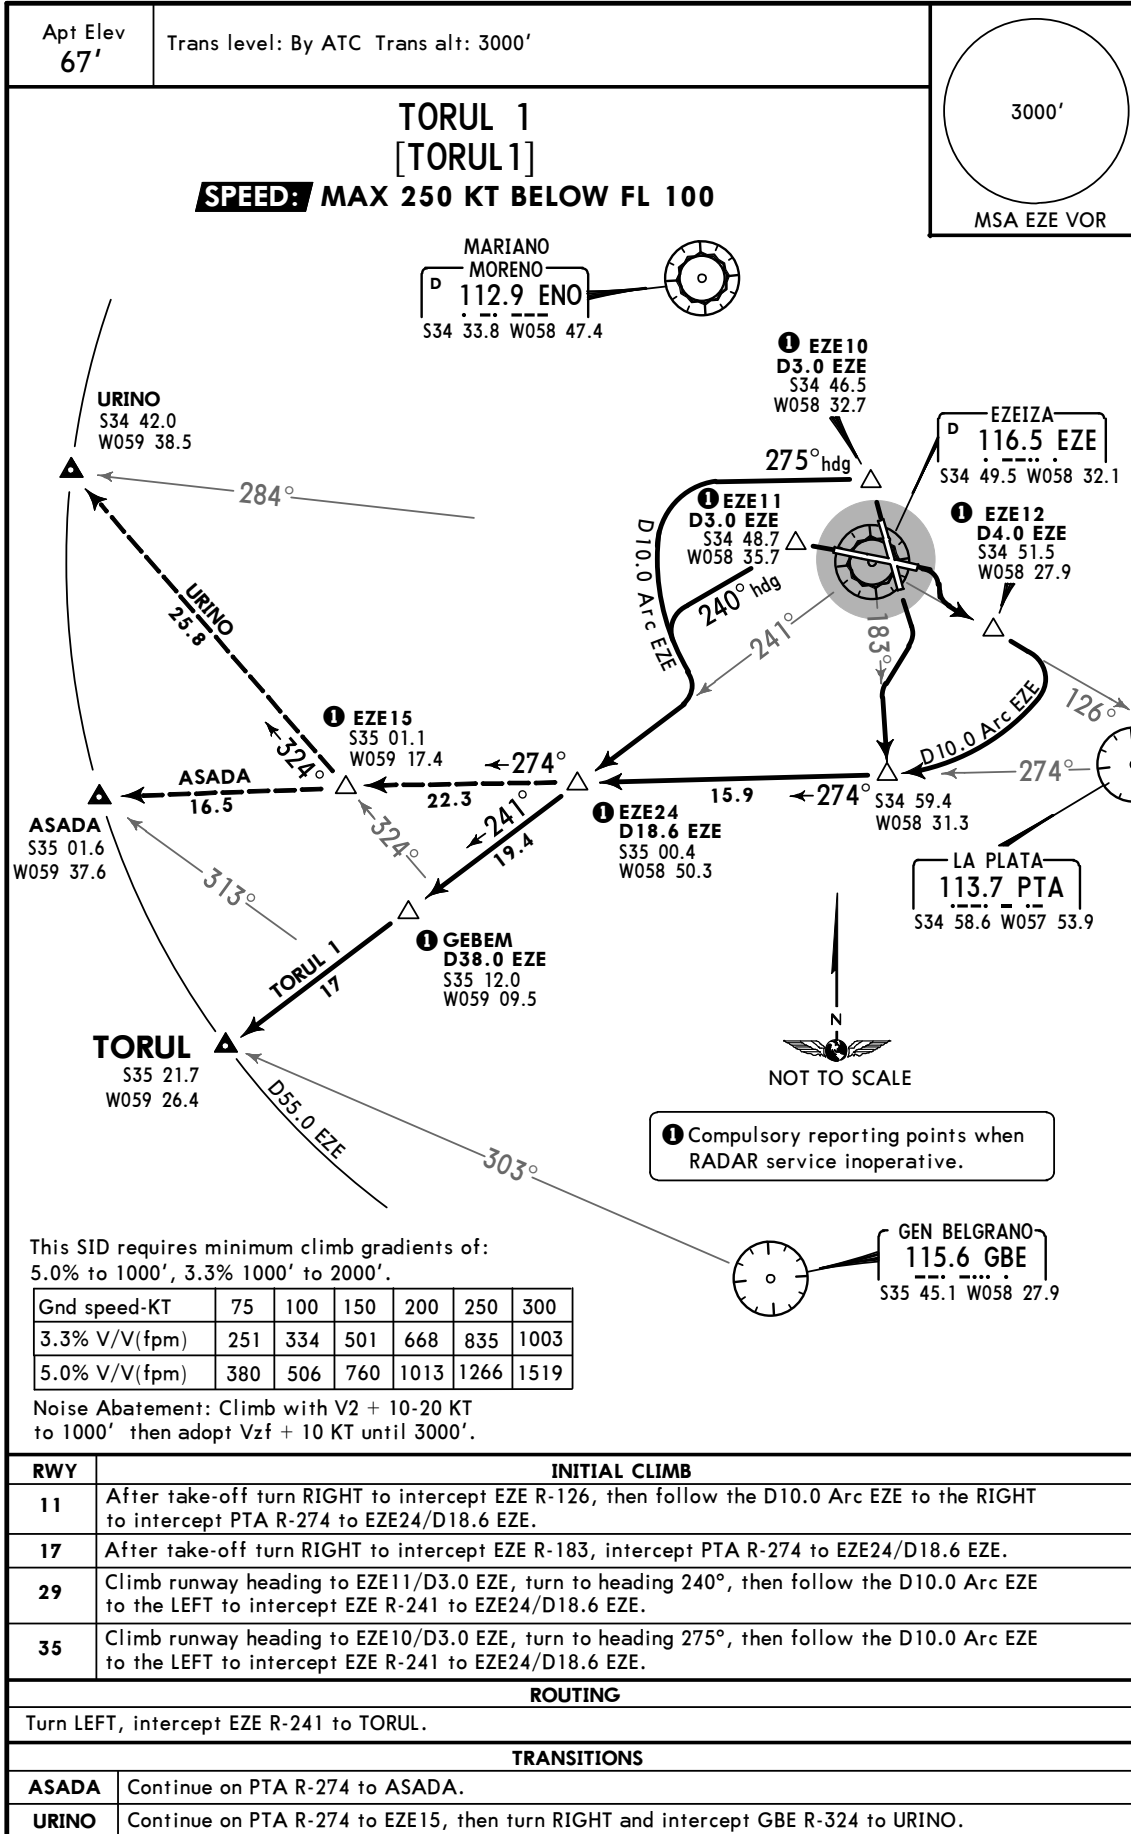 Apt Elev
67'
Trans level: By ATC Trans alt: 3000'
3000'
MSA EZE VOR
TORUL 1
[TORUL1]
SPEED: MAX 250 KT BELOW FL 100
MARIANO
MORENO
D 112.9 ENO
S34 33.8 W058 47.4
❶ EZE10
D3.0 EZE
S34 46.5
W058 32.7
URINO
S34 42.0
W059 38.5
EZEIZA
D 116.5 EZE
S34 49.5 W058 32.1
275° hdg
284°
❶ EZE11
D3.0 EZE
S34 48.7
W058 35.7
❶ EZE12
D4.0 EZE
S34 51.5
W058 27.9
D10.0 Arc EZE
240° hdg
241°
183°
URINO
25.8
126°
D10.0 Arc EZE
❶ EZE15
S35 01.1
W059 17.4
324°
274°
274°
ASADA
16.5
22.3
15.9
274°
S34 59.4
W058 31.3
ASADA
S35 01.6
W059 37.6
241°
19.4
❶ EZE24
D18.6 EZE
S35 00.4
W058 50.3
324°
313°
LA PLATA
113.7 PTA
S34 58.6 W057 53.9
❶ GEBEM
D38.0 EZE
S35 12.0
W059 09.5
TORUL 1
17
TORUL
S35 21.7
W059 26.4
N
NOT TO SCALE
D55.0 EZE
303°
❶ Compulsory reporting points when
RADAR service inoperative.
GEN BELGRANO
115.6 GBE
S35 45.1 W058 27.9
This SID requires minimum climb gradients of:
5.0% to 1000', 3.3% 1000' to 2000'.
Gnd speed-KT 75 100 150 200 250 300
3.3% V/V(fpm) 251 334 501 668 835 1003
5.0% V/V(fpm) 380 506 760 1013 1266 1519
Noise Abatement: Climb with V2 + 10-20 KT
to 1000' then adopt Vzf + 10 KT until 3000'.
RWY INITIAL CLIMB
11 After take-off turn RIGHT to intercept EZE R-126, then follow the D10.0 Arc EZE to the RIGHT
to intercept PTA R-274 to EZE24/D18.6 EZE.
17 After take-off turn RIGHT to intercept EZE R-183, intercept PTA R-274 to EZE24/D18.6 EZE.
29 Climb runway heading to EZE11/D3.0 EZE, turn to heading 240°, then follow the D10.0 Arc EZE
to the LEFT to intercept EZE R-241 to EZE24/D18.6 EZE.
35 Climb runway heading to EZE10/D3.0 EZE, turn to heading 275°, then follow the D10.0 Arc EZE
to the LEFT to intercept EZE R-241 to EZE24/D18.6 EZE.
ROUTING
Turn LEFT, intercept EZE R-241 to TORUL.
TRANSITIONS
ASADA Continue on PTA R-274 to ASADA.
URINO Continue on PTA R-274 to EZE15, then turn RIGHT and intercept GBE R-324 to URINO.